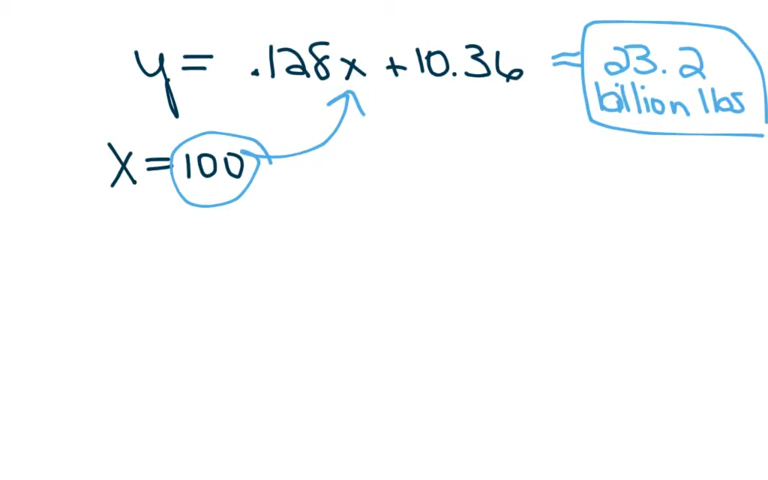 y = .128x + 10.36 ≈ 23.2
billion lbs
X = 100